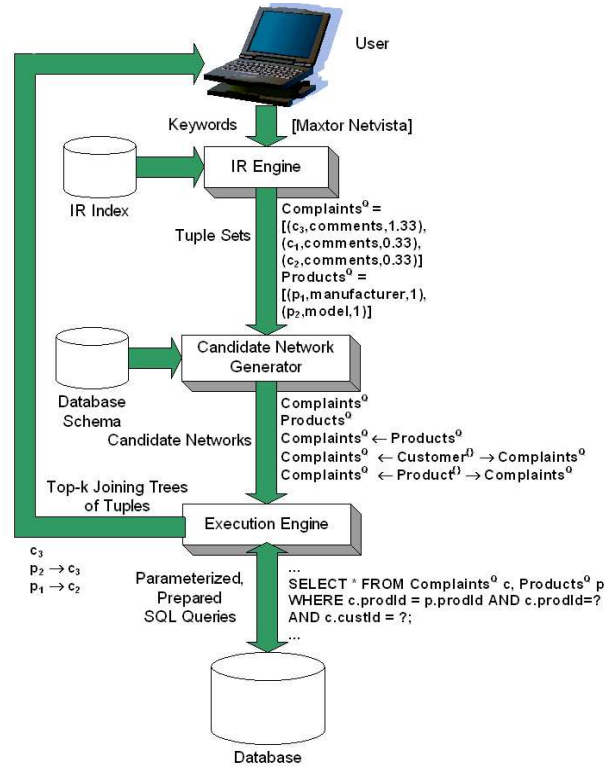 User
Keywords
[Maxtor Netvista]
IR Engine
IR Index
Tuple Sets
Complaints^Q =
[(c₃,comments,1.33),
(c₁,comments,0.33),
(c₂,comments,0.33)]
Products^Q =
[(p₁,manufacturer,1),
(p₂,model,1)]
Candidate Network
Generator
Database
Schema
Candidate Networks
Complaints^Q
Products^Q
Complaints^Q ← Products^Q
Complaints^Q ← Customer^{} → Complaints^Q
Complaints^Q ← Product^{} → Complaints^Q
Top-k Joining Trees
of Tuples
Execution Engine
c₃
p₂ → c₃
p₁ → c₂
Parameterized,
Prepared
SQL Queries
...
SELECT * FROM Complaints^Q c, Products^Q p
WHERE c.prodId = p.prodId AND c.prodId=?
AND c.custId = ?;
...
Database